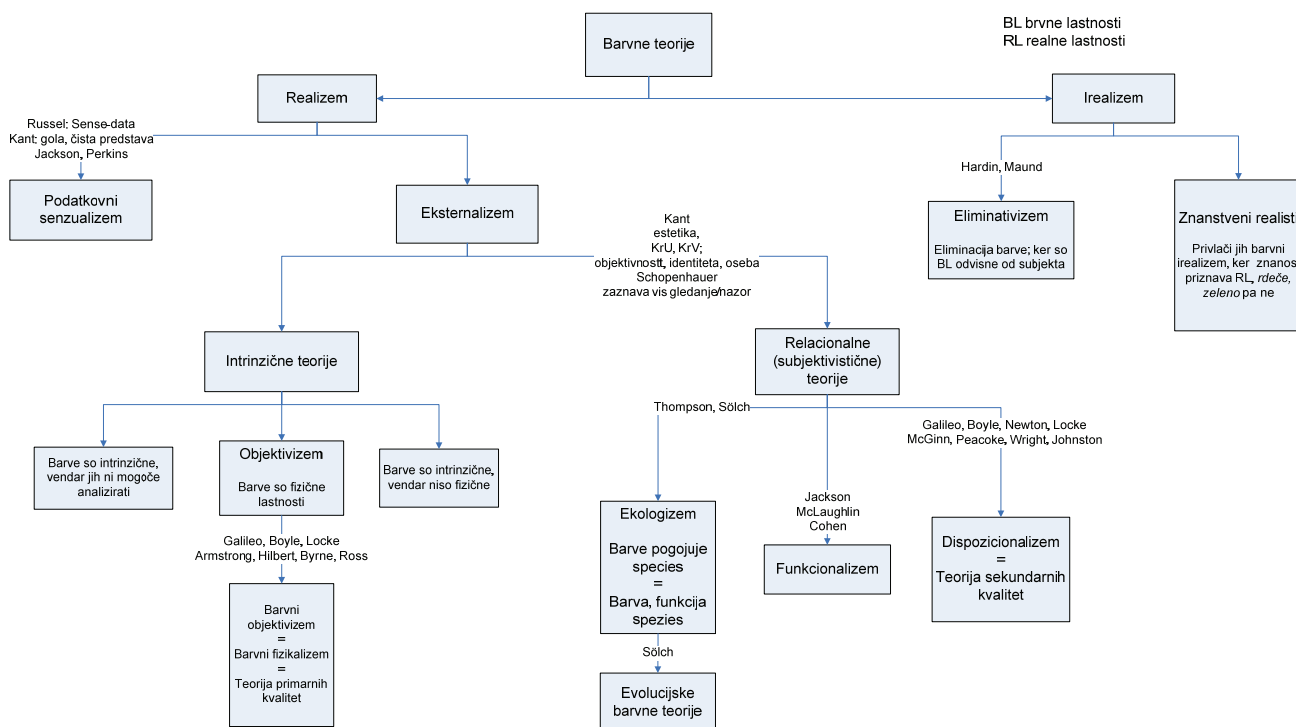 Barvne teorije
BL brvne lastnosti
RL realne lastnosti
Realizem
Irealizem
Russel: Sense-data
Kant: gola, čista predstava
Jackson, Perkins
Podatkovni
senzualizem
Eksternalizem
Hardin, Maund
Eliminativizem
Eliminacija barve; ker so
BL odvisne od subjekta
Znanstveni realisti
Privlači jih barvni
irealizem, ker znanos
priznava RL, rdeče,
zeleno pa ne
Kant
estetika,
KrU, KrV;
objektivnostt, identiteta, oseba
Schopenhauer
zaznava vis gledanje/nazor
Intrinzične teorije
Relacionalne
(subjektivistične)
teorije
Barve so intrinzične,
vendar jih ni mogoče
analizirati
Objektivizem
Barve so fizične
lastnosti
Barve so intrinzične,
vendar niso fizične
Galileo, Boyle, Locke
Armstrong, Hilbert, Byrne, Ross
Barvni
objektivizem
=
Barvni fizikalizem
=
Teorija primarnih
kvalitet
Thompson, Sölch
Ekologizem
Barve pogojuje
species
=
Barva, funkcija
spezies
Sölch
Evolucijske
barvne teorije
Jackson
McLaughlin
Cohen
Funkcionalizem
Galileo, Boyle, Newton, Locke
McGinn, Peacoke, Wright, Johnston
Dispozicionalizem
=
Teorija sekundarnih
kvalitet